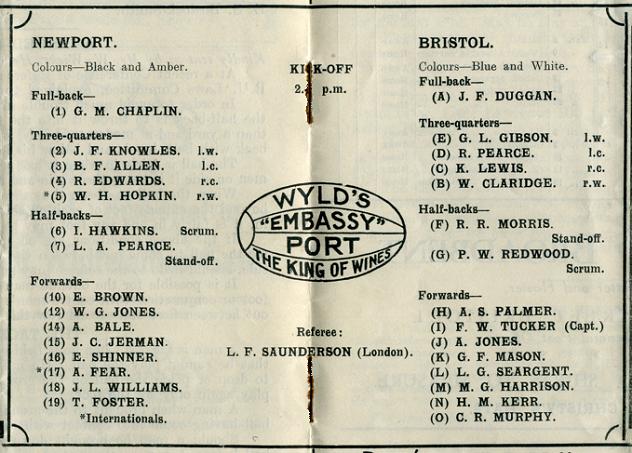 NEWPORT.
Colours—Black and Amber.
Full-back—
(1) G. M. CHAPLIN.
Three-quarters—
(2) J. F. KNOWLES. l.w.
(3) B. F. ALLEN. l.c.
(4) R. EDWARDS. r.c.
*(5) W. H. HOPKIN. r.w.
Half-backs—
(6) I. HAWKINS. Scrum.
(7) L. A. PEARCE.
Stand-off.
Forwards—
(10) E. BROWN.
(12) W. G. JONES.
(14) A. BALE.
(15) J. C. JERMAN.
(16) E. SHINNER.
*(17) A. FEAR.
(18) J. L. WILLIAMS.
(19) T. FOSTER.
*Internationals.
KICK-OFF
p.m.
WYLD'S
"EMBASSY"
PORT
THE KING OF WINES
Referee:
L. F. SAUNDERSON (London).
BRISTOL.
Colours—Blue and White.
Full-back—
(A) J. F. DUGGAN.
Three-quarters—
(E) G. L. GIBSON. l.w.
(D) R. PEARCE. l.c.
(C) K. LEWIS. r.c.
(B) W. CLARIDGE. r.w.
Half-backs—
(F) R. R. MORRIS.
Stand-off.
(G) P. W. REDWOOD.
Scrum.
Forwards—
(H) A. S. PALMER.
(I) F. W. TUCKER (Capt.)
(J) A. JONES.
(K) G. F. MASON.
(L) L. G. SEARGENT.
(M) M. G. HARRISON.
(N) H. M. KERR.
(O) C. R. MURPHY.